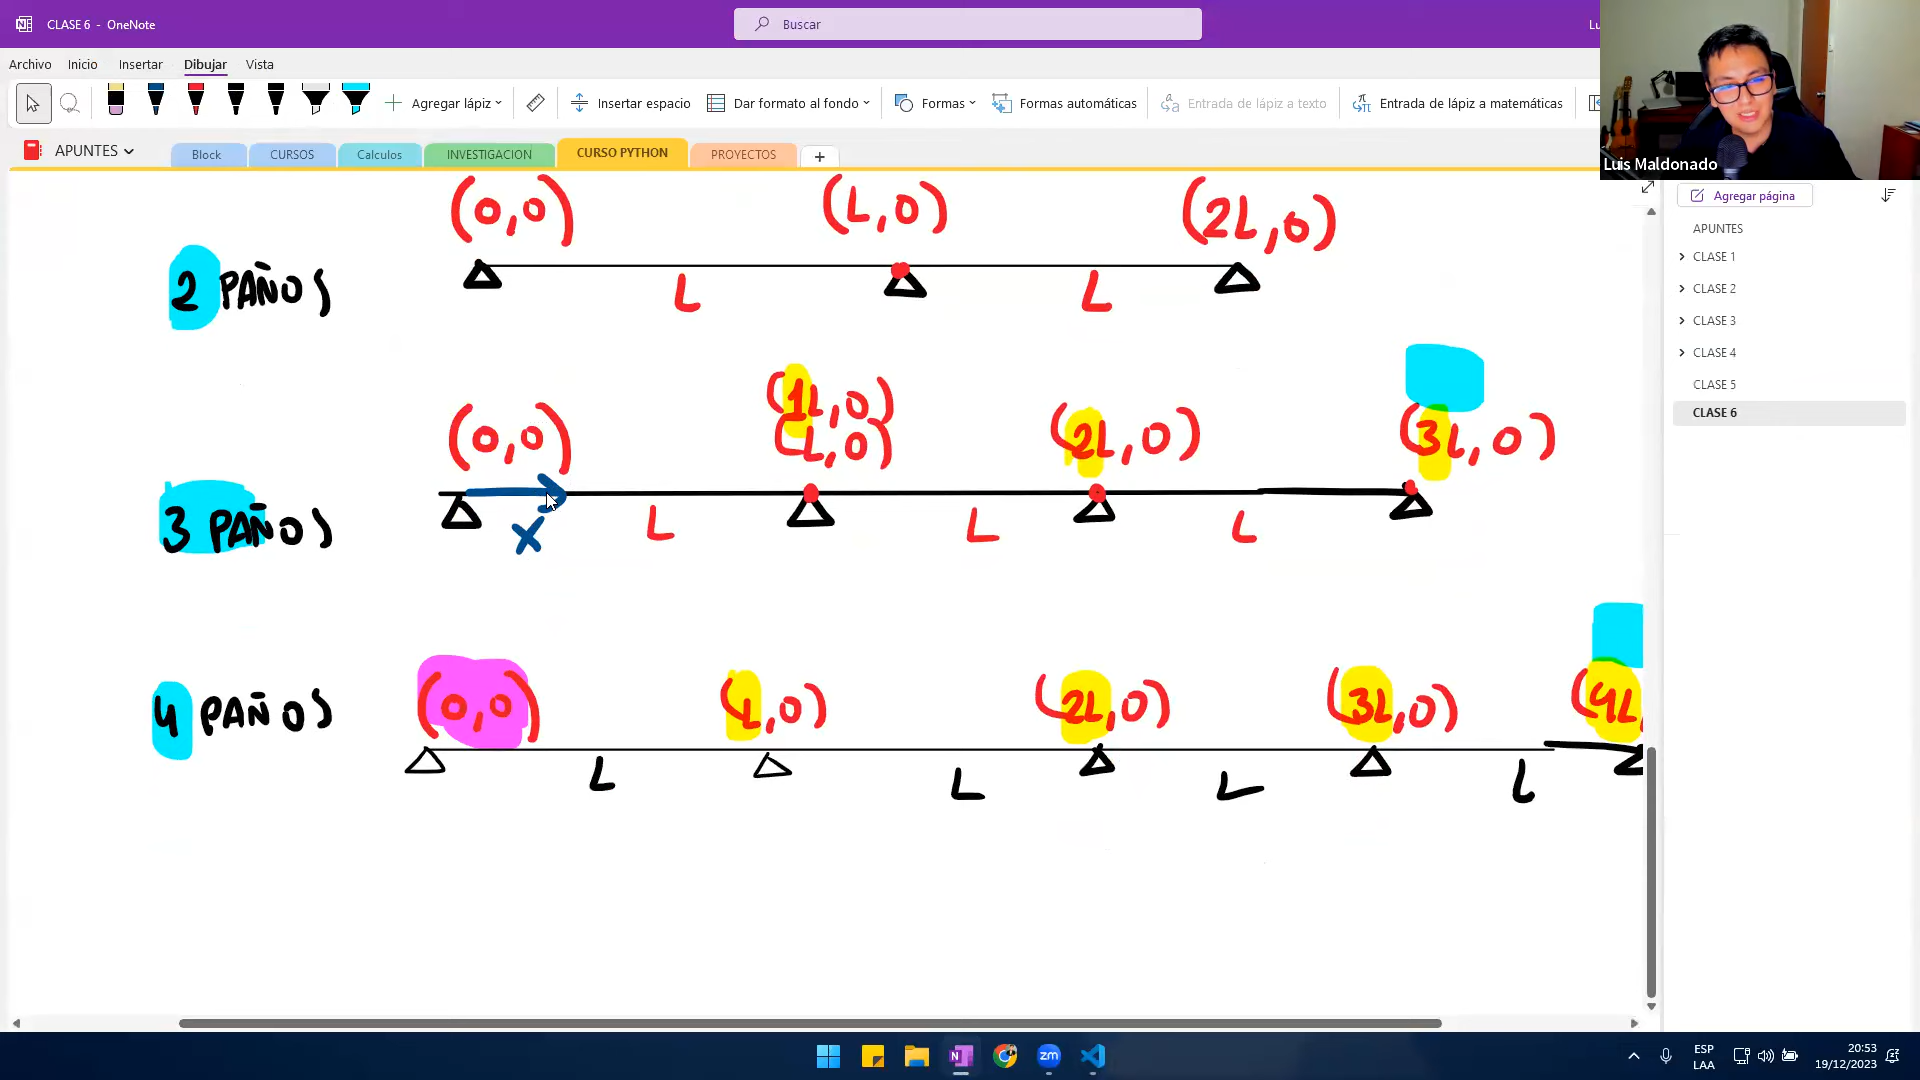 CLASE 6 - OneNote
Buscar
Lu
Archivo Inicio Insertar Dibujar Vista
Agregar lápiz
Insertar espacio
Dar formato al fondo
Formas
Formas automáticas
Entrada de lápiz a texto
Entrada de lápiz a matemáticas
Luis Maldonado
APUNTES
Block
CURSOS
Calculos
INVESTIGACION
CURSO PYTHON
PROYECTOS
+
Agregar página
APUNTES
CLASE 1
CLASE 2
CLASE 3
CLASE 4
CLASE 5
CLASE 6
(0,0) (L,0) (2L,0)
2 PAÑOS
L L
(1L,0)
(0,0) (L,0) (2L,0) (3L,0)
3 PAÑOS
X L L L
(0,0) (L,0) (2L,0) (3L,0) (4L,
4 PAÑOS
L L L L
zm
ESP
LAA
20:53
19/12/2023